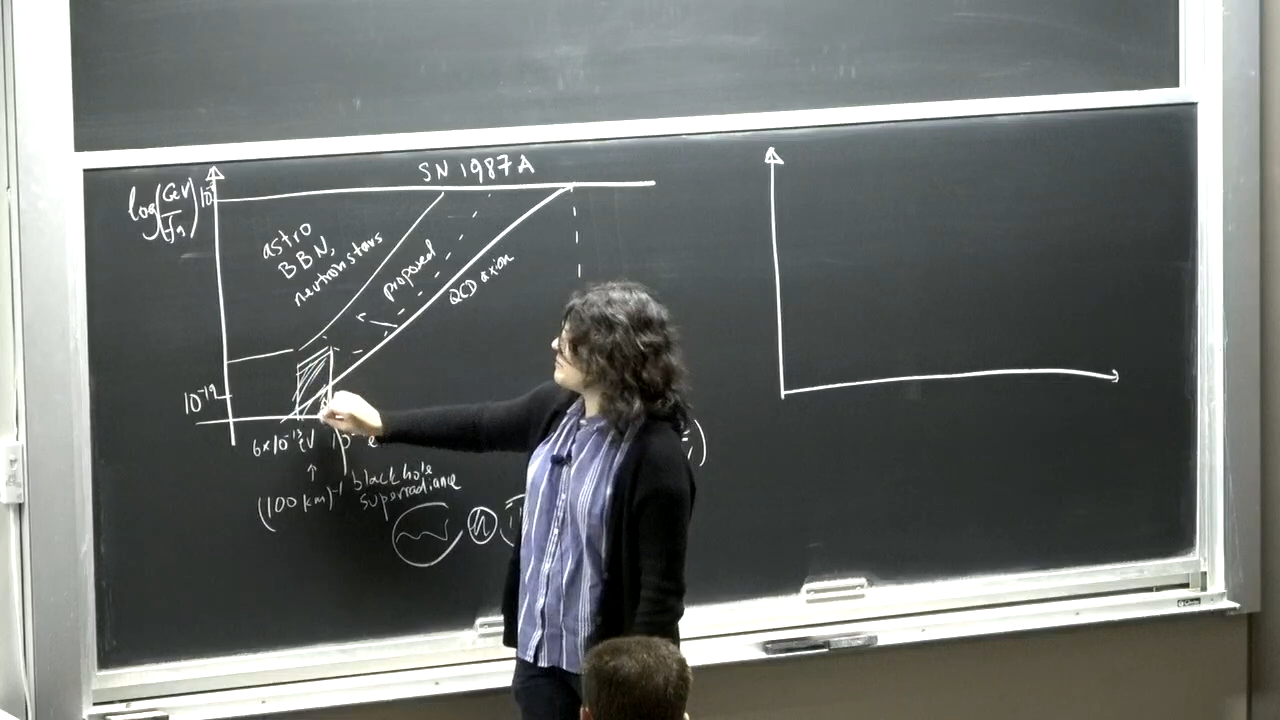 SN 1987A
log(GeV/fa)
astro
BBN,
neutron stars
proposed
QCD axion
10⁻¹⁹
6×10⁻¹³ eV
(100 km)⁻¹
black hole
superradiance